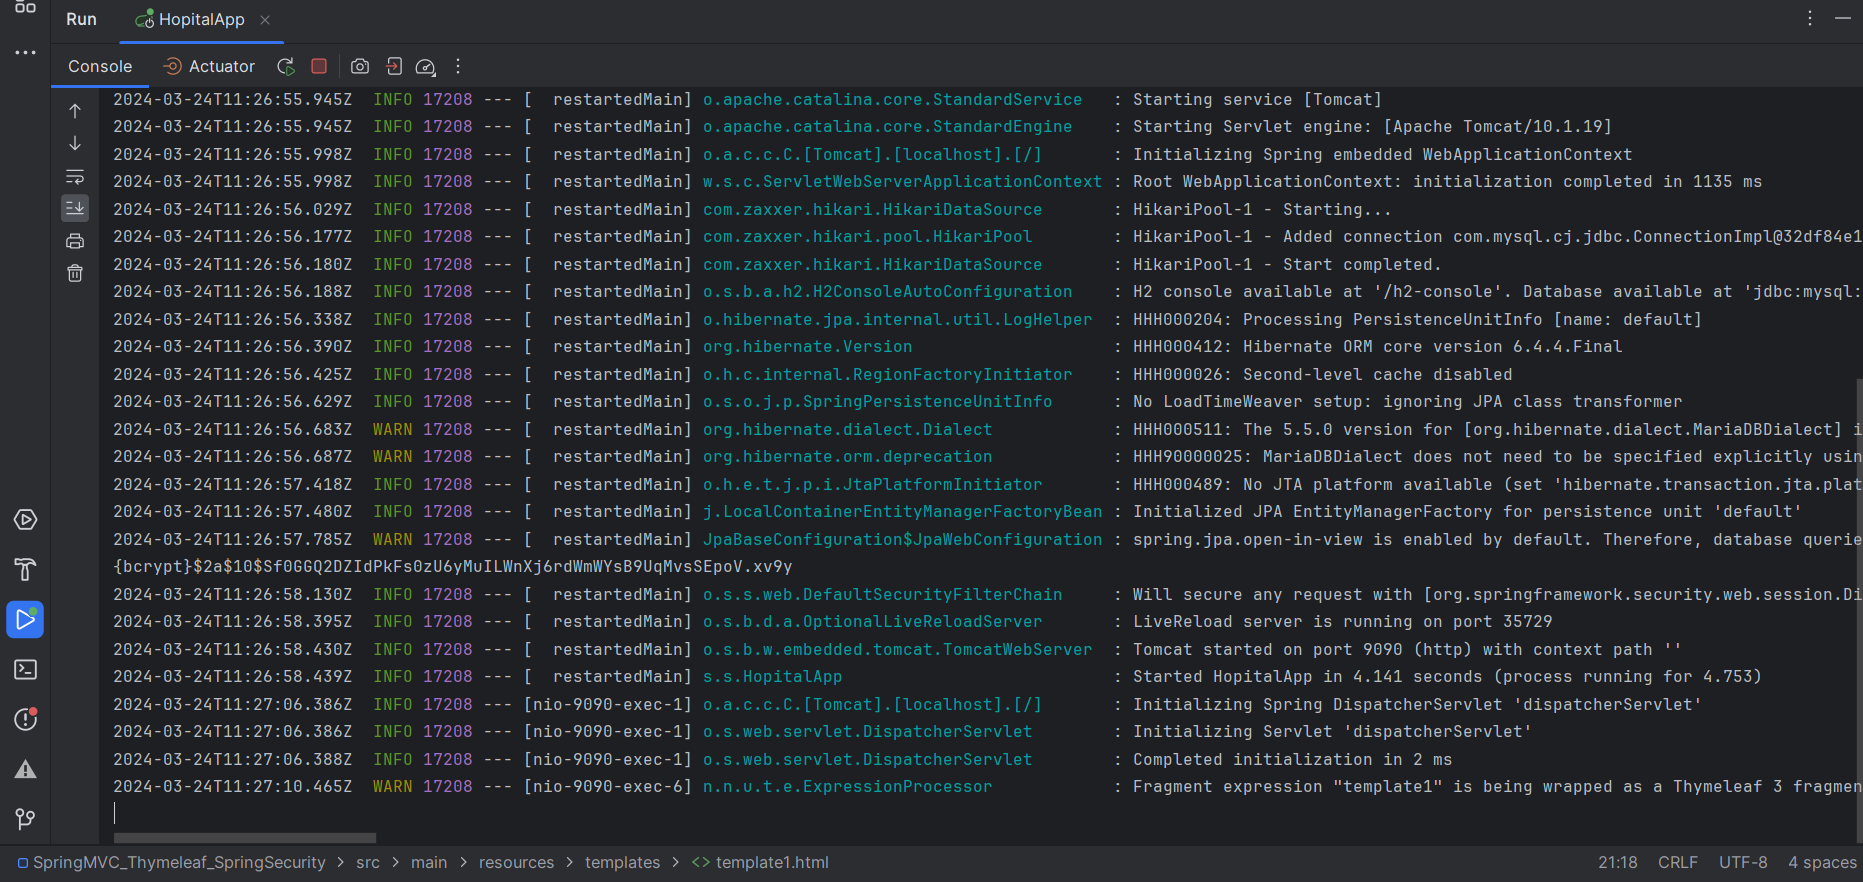 Run HopitalApp
Console Actuator
2024-03-24T11:26:55.945Z  INFO 17208 --- [  restartedMain] o.apache.catalina.core.StandardService   : Starting service [Tomcat]
2024-03-24T11:26:55.945Z  INFO 17208 --- [  restartedMain] o.apache.catalina.core.StandardEngine    : Starting Servlet engine: [Apache Tomcat/10.1.19]
2024-03-24T11:26:55.998Z  INFO 17208 --- [  restartedMain] o.a.c.c.C.[Tomcat].[localhost].[/]       : Initializing Spring embedded WebApplicationContext
2024-03-24T11:26:55.998Z  INFO 17208 --- [  restartedMain] w.s.c.ServletWebServerApplicationContext : Root WebApplicationContext: initialization completed in 1135 ms
2024-03-24T11:26:56.029Z  INFO 17208 --- [  restartedMain] com.zaxxer.hikari.HikariDataSource       : HikariPool-1 - Starting...
2024-03-24T11:26:56.177Z  INFO 17208 --- [  restartedMain] com.zaxxer.hikari.pool.HikariPool        : HikariPool-1 - Added connection com.mysql.cj.jdbc.ConnectionImpl@32df84e1
2024-03-24T11:26:56.180Z  INFO 17208 --- [  restartedMain] com.zaxxer.hikari.HikariDataSource       : HikariPool-1 - Start completed.
2024-03-24T11:26:56.188Z  INFO 17208 --- [  restartedMain] o.s.b.a.h2.H2ConsoleAutoConfiguration    : H2 console available at '/h2-console'. Database available at 'jdbc:mysql:
2024-03-24T11:26:56.338Z  INFO 17208 --- [  restartedMain] o.hibernate.jpa.internal.util.LogHelper  : HHH000204: Processing PersistenceUnitInfo [name: default]
2024-03-24T11:26:56.390Z  INFO 17208 --- [  restartedMain] org.hibernate.Version                    : HHH000412: Hibernate ORM core version 6.4.4.Final
2024-03-24T11:26:56.425Z  INFO 17208 --- [  restartedMain] o.h.c.internal.RegionFactoryInitiator    : HHH000026: Second-level cache disabled
2024-03-24T11:26:56.629Z  INFO 17208 --- [  restartedMain] o.s.o.j.p.SpringPersistenceUnitInfo      : No LoadTimeWeaver setup: ignoring JPA class transformer
2024-03-24T11:26:56.683Z  WARN 17208 --- [  restartedMain] org.hibernate.dialect.Dialect            : HHH000511: The 5.5.0 version for [org.hibernate.dialect.MariaDBDialect] i
2024-03-24T11:26:56.687Z  WARN 17208 --- [  restartedMain] org.hibernate.orm.deprecation            : HHH90000025: MariaDBDialect does not need to be specified explicitly usin
2024-03-24T11:26:57.418Z  INFO 17208 --- [  restartedMain] o.h.e.t.j.p.i.JtaPlatformInitiator       : HHH000489: No JTA platform available (set 'hibernate.transaction.jta.plat
2024-03-24T11:26:57.480Z  INFO 17208 --- [  restartedMain] j.LocalContainerEntityManagerFactoryBean : Initialized JPA EntityManagerFactory for persistence unit 'default'
2024-03-24T11:26:57.785Z  WARN 17208 --- [  restartedMain] JpaBaseConfiguration$JpaWebConfiguration : spring.jpa.open-in-view is enabled by default. Therefore, database querie
{bcrypt}$2a$10$Sf0GGQ2DZIdPkFs0zU6yMuILWnXj6rdWmWYsB9UqMvsSEpoV.xv9y
2024-03-24T11:26:58.130Z  INFO 17208 --- [  restartedMain] o.s.s.web.DefaultSecurityFilterChain     : Will secure any request with [org.springframework.security.web.session.Di
2024-03-24T11:26:58.395Z  INFO 17208 --- [  restartedMain] o.s.b.d.a.OptionalLiveReloadServer       : LiveReload server is running on port 35729
2024-03-24T11:26:58.430Z  INFO 17208 --- [  restartedMain] o.s.b.w.embedded.tomcat.TomcatWebServer  : Tomcat started on port 9090 (http) with context path ''
2024-03-24T11:26:58.439Z  INFO 17208 --- [  restartedMain] s.s.HopitalApp                           : Started HopitalApp in 4.141 seconds (process running for 4.753)
2024-03-24T11:27:06.386Z  INFO 17208 --- [nio-9090-exec-1] o.a.c.c.C.[Tomcat].[localhost].[/]       : Initializing Spring DispatcherServlet 'dispatcherServlet'
2024-03-24T11:27:06.386Z  INFO 17208 --- [nio-9090-exec-1] o.s.web.servlet.DispatcherServlet        : Initializing Servlet 'dispatcherServlet'
2024-03-24T11:27:06.388Z  INFO 17208 --- [nio-9090-exec-1] o.s.web.servlet.DispatcherServlet        : Completed initialization in 2 ms
2024-03-24T11:27:10.465Z  WARN 17208 --- [nio-9090-exec-6] n.n.u.t.e.ExpressionProcessor            : Fragment expression "template1" is being wrapped as a Thymeleaf 3 fragmen
SpringMVC_Thymeleaf_SpringSecurity > src > main > resources > templates > <> template1.html 21:18 CRLF UTF-8 4 spaces